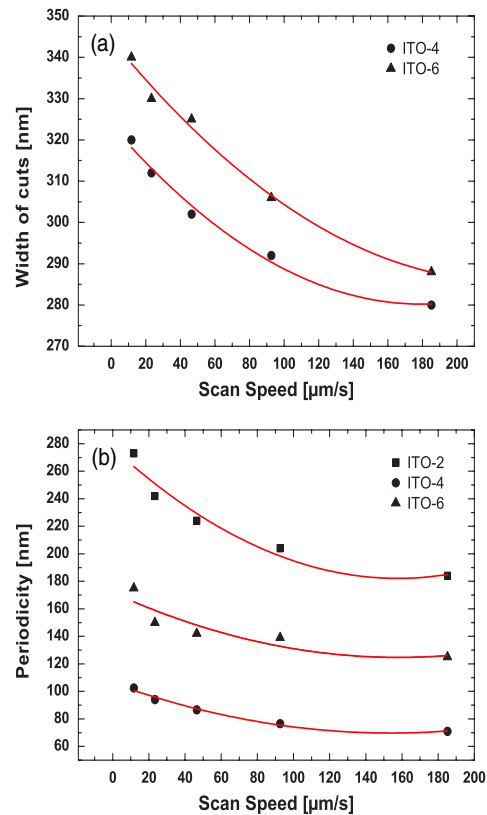 (a)
ITO-4
ITO-6
350
340
330
320
310
300
290
280
270
Width of cuts [nm]
0 20 40 60 80 100 120 140 160 180 200
Scan Speed [µm/s]
(b)
ITO-2
ITO-4
ITO-6
280
260
240
220
200
180
160
140
120
100
80
60
Periodicity [nm]
0 20 40 60 80 100 120 140 160 180 200
Scan Speed [µm/s]